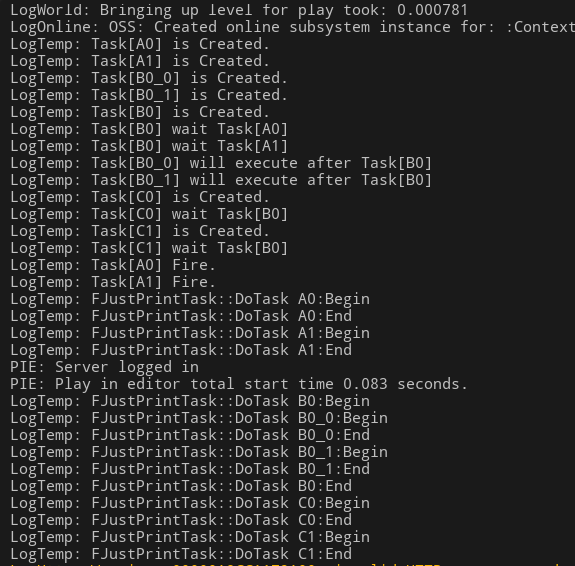 LogWorld: Bringing up level for play took: 0.000781
LogOnline: OSS: Created online subsystem instance for: :Context
LogTemp: Task[A0] is Created.
LogTemp: Task[A1] is Created.
LogTemp: Task[B0_0] is Created.
LogTemp: Task[B0_1] is Created.
LogTemp: Task[B0] is Created.
LogTemp: Task[B0] wait Task[A0]
LogTemp: Task[B0] wait Task[A1]
LogTemp: Task[B0_0] will execute after Task[B0]
LogTemp: Task[B0_1] will execute after Task[B0]
LogTemp: Task[C0] is Created.
LogTemp: Task[C0] wait Task[B0]
LogTemp: Task[C1] is Created.
LogTemp: Task[C1] wait Task[B0]
LogTemp: Task[A0] Fire.
LogTemp: Task[A1] Fire.
LogTemp: FJustPrintTask::DoTask A0:Begin
LogTemp: FJustPrintTask::DoTask A0:End
LogTemp: FJustPrintTask::DoTask A1:Begin
LogTemp: FJustPrintTask::DoTask A1:End
PIE: Server logged in
PIE: Play in editor total start time 0.083 seconds.
LogTemp: FJustPrintTask::DoTask B0:Begin
LogTemp: FJustPrintTask::DoTask B0_0:Begin
LogTemp: FJustPrintTask::DoTask B0_0:End
LogTemp: FJustPrintTask::DoTask B0_1:Begin
LogTemp: FJustPrintTask::DoTask B0_1:End
LogTemp: FJustPrintTask::DoTask B0:End
LogTemp: FJustPrintTask::DoTask C0:Begin
LogTemp: FJustPrintTask::DoTask C0:End
LogTemp: FJustPrintTask::DoTask C1:Begin
LogTemp: FJustPrintTask::DoTask C1:End